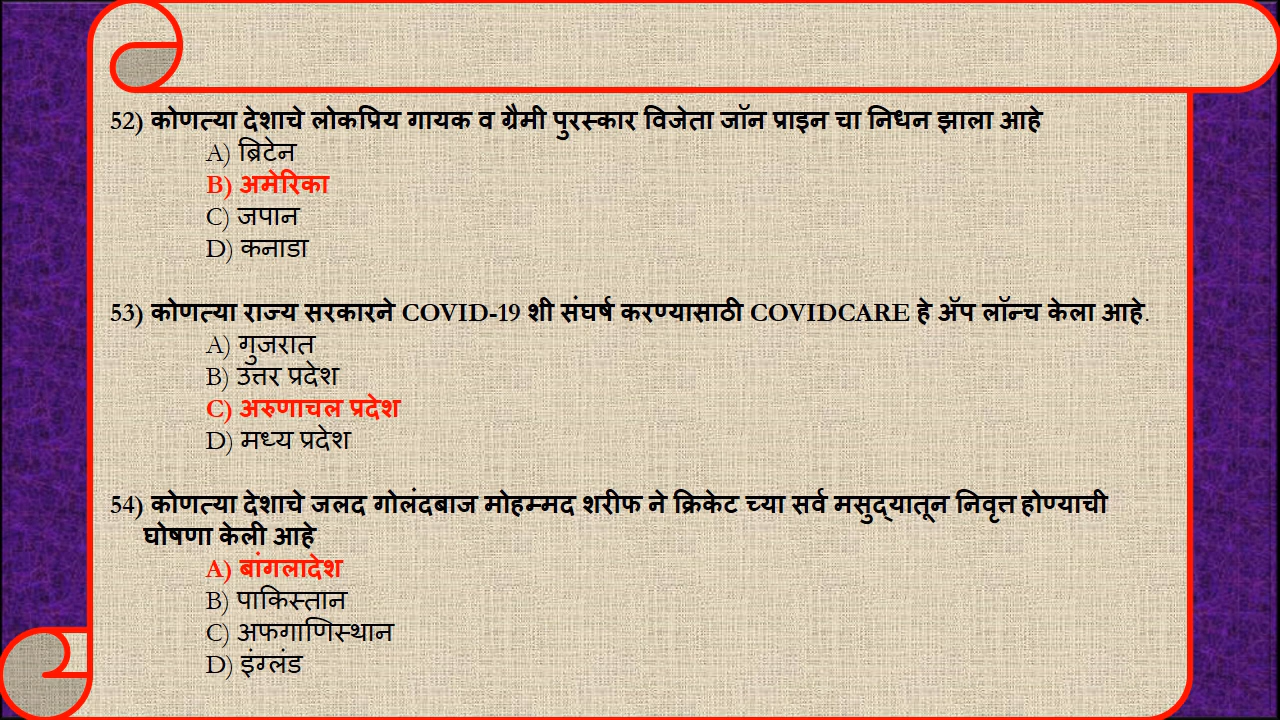 52) कोणत्या देशाचे लोकप्रिय गायक व ग्रैमी पुरस्कार विजेता जॉन प्राइन चा निधन झाला आहे
A) ब्रिटेन
B) अमेरिका
C) जपान
D) कनाडा
53) कोणत्या राज्य सरकारने COVID-19 शी संघर्ष करण्यासाठी COVIDCARE हे ॲप लॉन्च केला आहे.
A) गुजरात
B) उत्तर प्रदेश
C) अरुणाचल प्रदेश
D) मध्य प्रदेश
54) कोणत्या देशाचे जलद गोलंदबाज मोहम्मद शरीफ ने क्रिकेट च्या सर्व मसुद्यातून निवृत्त होण्याची
घोषणा केली आहे
A) बांगलादेश
B) पाकिस्तान
C) अफगाणिस्थान
D) इंग्लंड